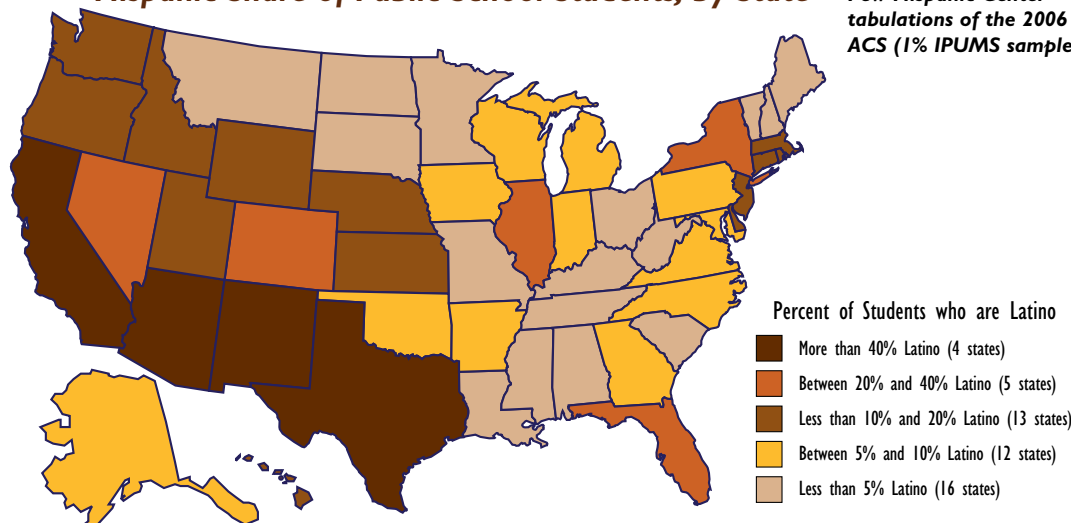 tabulations of the 2006
ACS (1% IPUMS sample
Percent of Students who are Latino
More than 40% Latino (4 states)
Between 20% and 40% Latino (5 states)
Less than 10% and 20% Latino (13 states)
Between 5% and 10% Latino (12 states)
Less than 5% Latino (16 states)